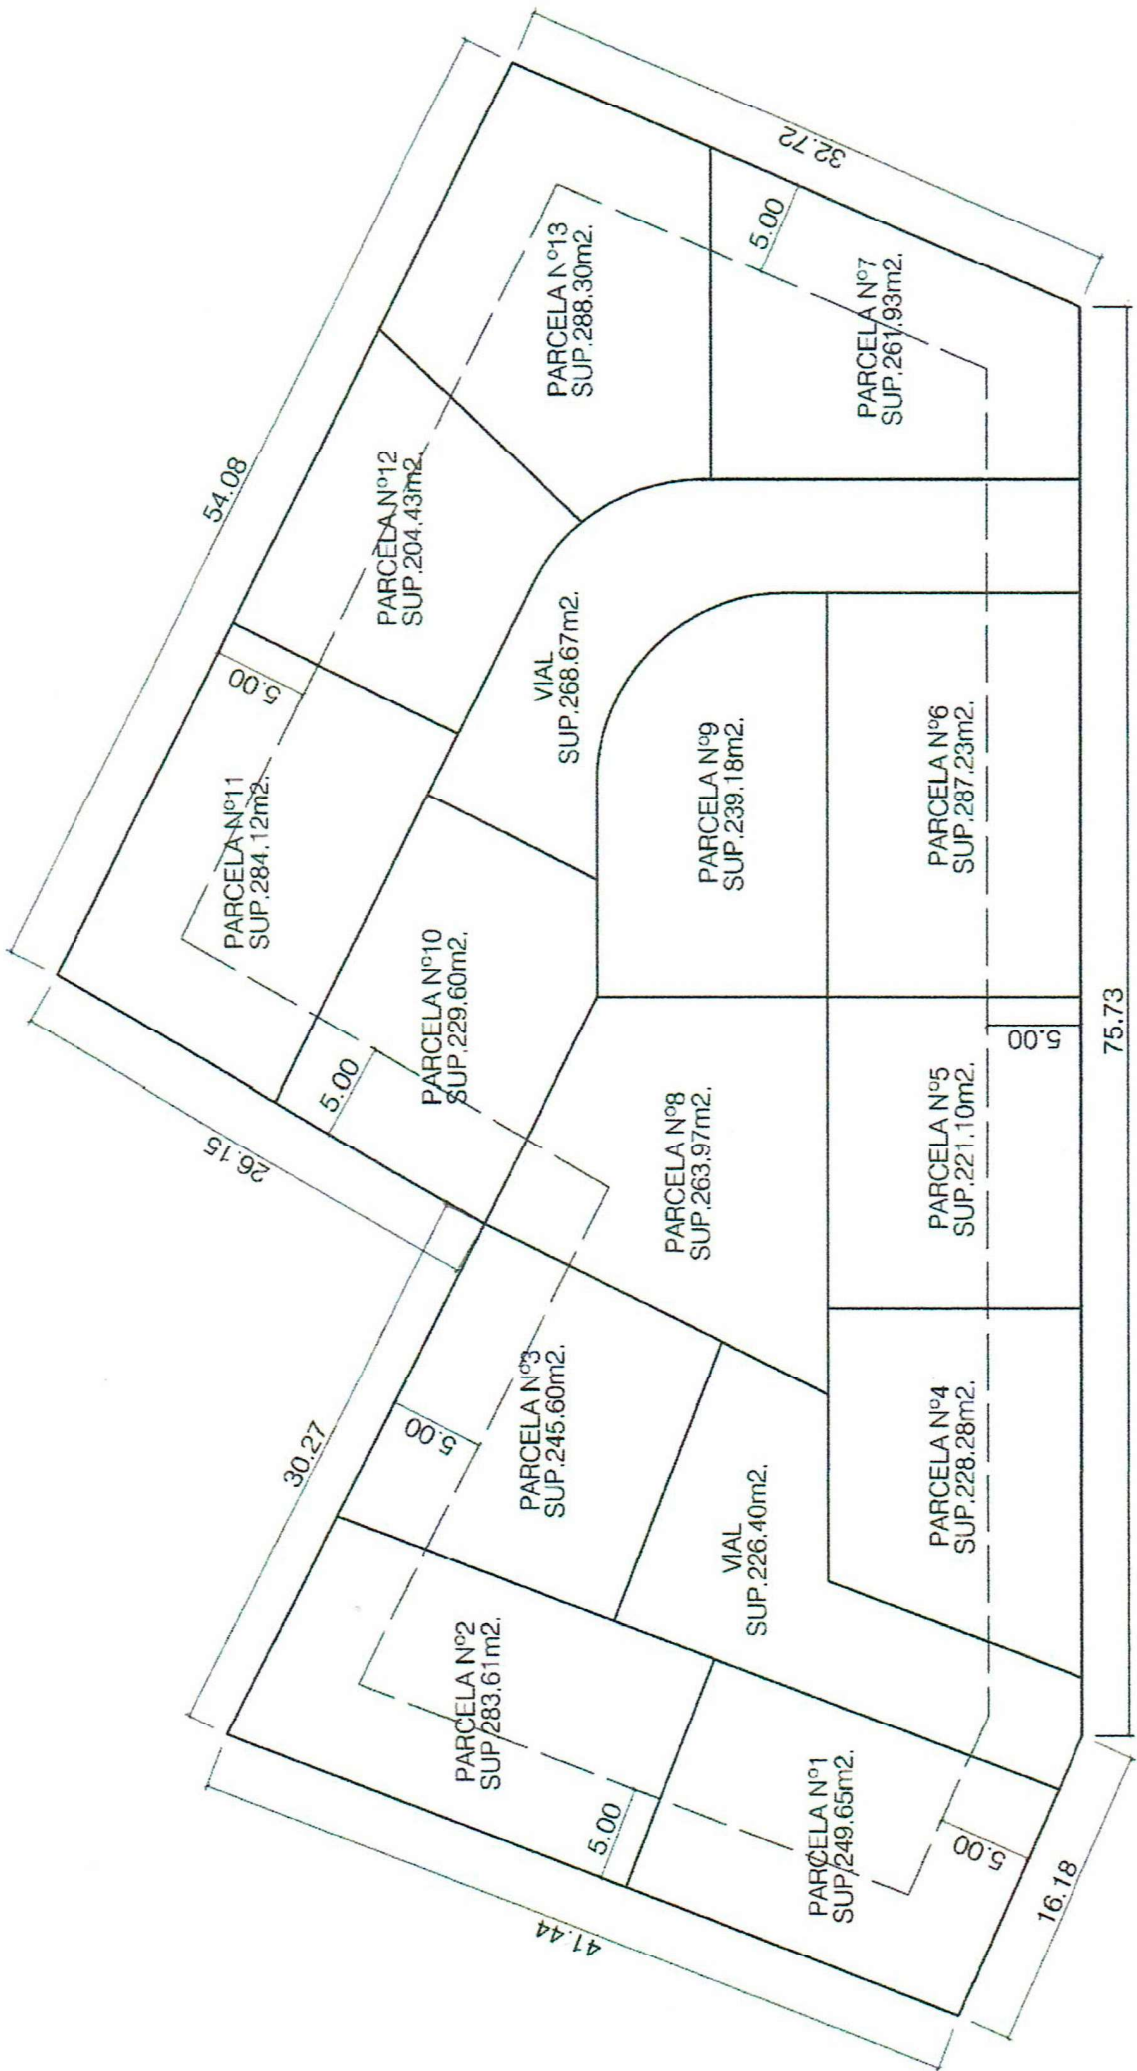 54.08
32.72
26.15
30.27
41.44
16.18
75.73
5.00
5.00
5.00
5.00
5.00
5.00
5.00
PARCELA Nº1
SUP.249.65m2.
PARCELA Nº2
SUP.283.61m2.
PARCELA Nº3
SUP.245.60m2.
VIAL
SUP.226.40m2.
PARCELA Nº4
SUP.228.28m2.
PARCELA Nº5
SUP.221.10m2.
PARCELA Nº6
SUP.287.23m2.
PARCELA Nº7
SUP.261.93m2.
PARCELA Nº8
SUP.263.97m2.
PARCELA Nº9
SUP.239.18m2.
VIAL
SUP.268.67m2.
PARCELA Nº10
SUP.229.60m2.
PARCELA Nº11
SUP.284.12m2.
PARCELA Nº12
SUP.204.43m2.
PARCELA Nº13
SUP.288.30m2.